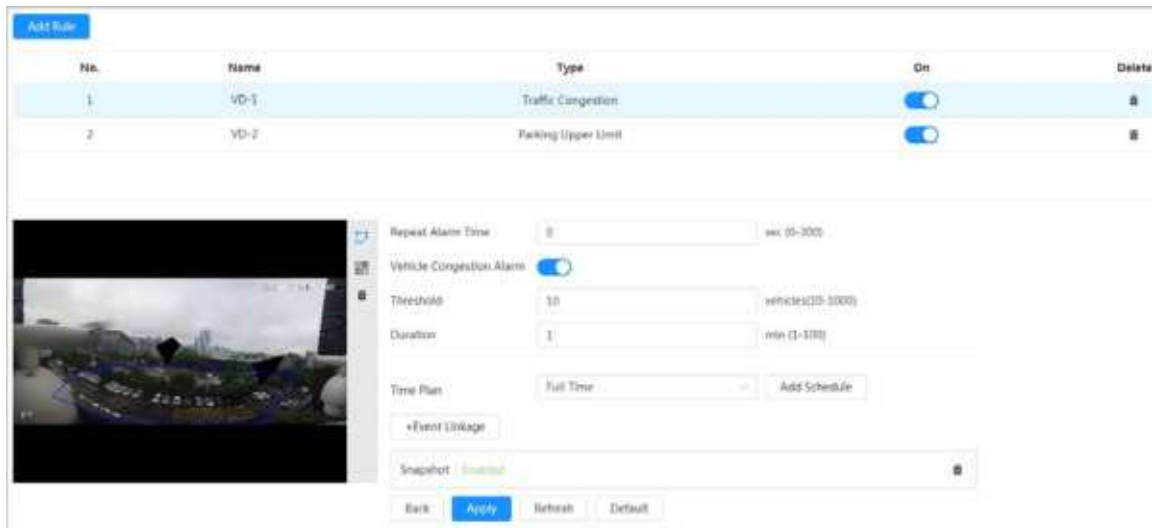 Add Rule
No. Name Type On Delete
1 VD-1 Traffic Congestion
2 VD-2 Parking Upper Limit
Repeat Alarm Time 0 sec (0-300)
Vehicle Congestion Alarm
Threshold 10 vehicles(10-1000)
Duration 1 min (1-100)
Time Plan Full Time Add Schedule
+Event Linkage
Snapshot Enabled
Back Apply Refresh Default